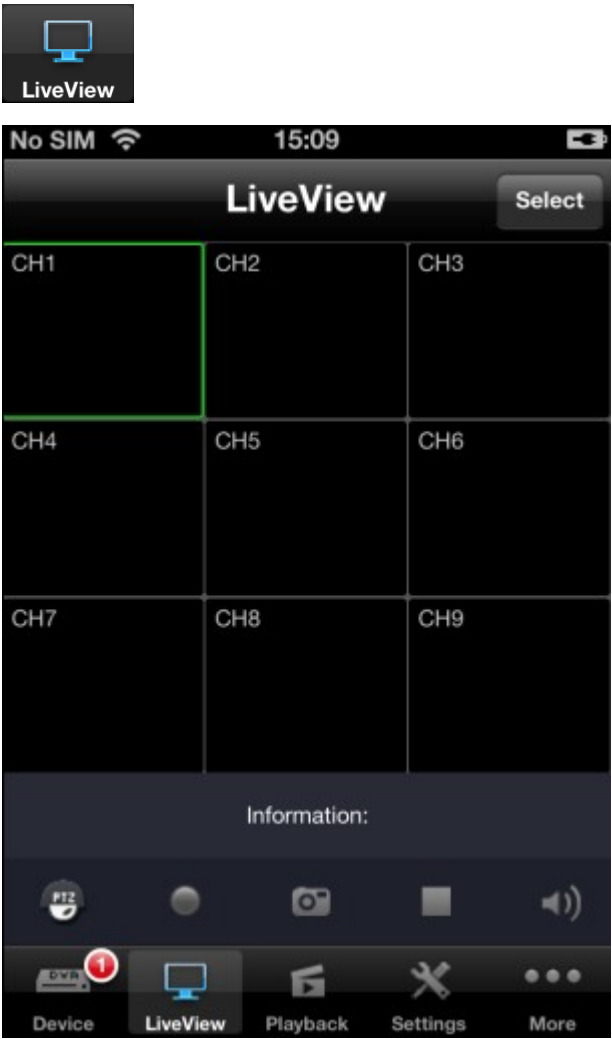 LiveView
No SIM 15:09
LiveView Select
CH1 CH2 CH3
CH4 CH5 CH6
CH7 CH8 CH9
Information:
PTZ
DVR 1
Device LiveView Playback Settings More